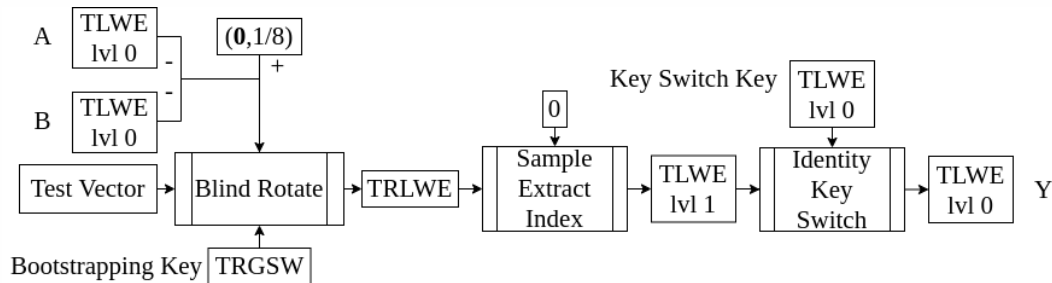 A
TLWE
lvl 0
-
(0,1/8)
+
-
B
TLWE
lvl 0
Key Switch Key
TLWE
lvl 0
0
Test Vector
Blind Rotate
TRLWE
Sample
Extract
Index
TLWE
lvl 1
Identity
Key
Switch
TLWE
lvl 0
Y
Bootstrapping Key
TRGSW